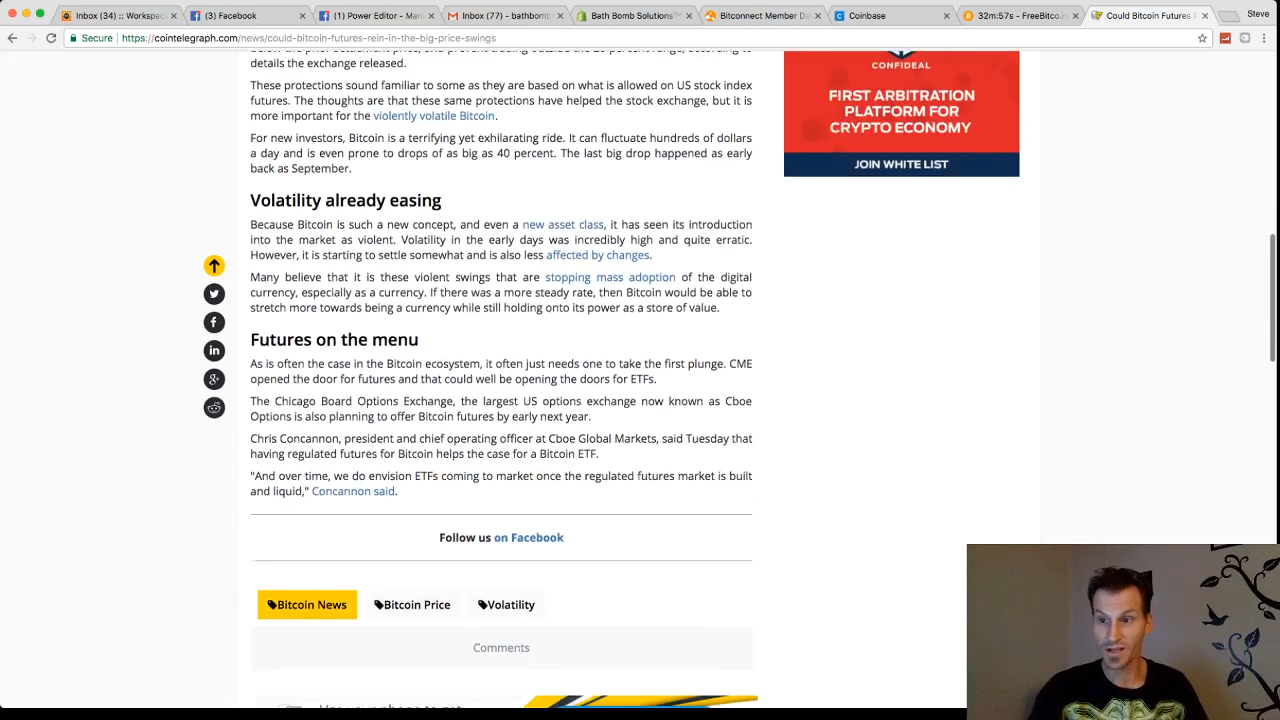 Inbox (34) - Workspa
(1) Facebook
(1) Power Editor - Man
Inbox (77) - bathbomb
Bath Bomb Solutions™
Bitconnect Member Da
Coinbase
32m:57s - FreeBitco.
Could Bitcoin Futures R
Steve
Secure
https://cointelegraph.com/news/could-bitcoin-futures-rein-in-the-big-price-swings
below the prior settlement price, and prevent trading outside the 20 percent range, according to
details the exchange released.
These protections sound familiar to some as they are based on what is allowed on US stock index
futures. The thoughts are that these same protections have helped the stock exchange, but it is
more important for the violently volatile Bitcoin.
For new investors, Bitcoin is a terrifying yet exhilarating ride. It can fluctuate hundreds of dollars
a day and is even prone to drops of as big as 40 percent. The last big drop happened as early
back as September.
Volatility already easing
Because Bitcoin is such a new concept, and even a new asset class, it has seen its introduction
into the market as violent. Volatility in the early days was incredibly high and quite erratic.
However, it is starting to settle somewhat and is also less affected by changes.
Many believe that it is these violent swings that are stopping mass adoption of the digital
currency, especially as a currency. If there was a more steady rate, then Bitcoin would be able to
stretch more towards being a currency while still holding onto its power as a store of value.
Futures on the menu
As is often the case in the Bitcoin ecosystem, it often just needs one to take the first plunge. CME
opened the door for futures and that could well be opening the doors for ETFs.
The Chicago Board Options Exchange, the largest US options exchange now known as Cboe
Options is also planning to offer Bitcoin futures by early next year.
Chris Concannon, president and chief operating officer at Cboe Global Markets, said Tuesday that
having regulated futures for Bitcoin helps the case for a Bitcoin ETF.
"And over time, we do envision ETFs coming to market once the regulated futures market is built
and liquid," Concannon said.
Follow us on Facebook
Bitcoin News
Bitcoin Price
Volatility
Comments
CONFIDEAL
FIRST ARBITRATION
PLATFORM FOR
CRYPTO ECONOMY
JOIN WHITE LIST